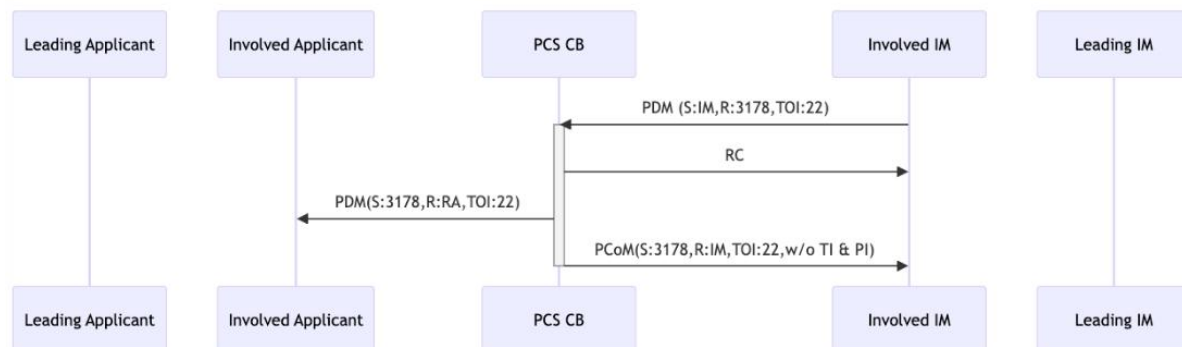 Leading Applicant
Involved Applicant
PCS CB
Involved IM
Leading IM
PDM (S:IM,R:3178,TOI:22)
RC
PDM(S:3178,R:RA,TOI:22)
PCoM(S:3178,R:IM,TOI:22,w/o TI & PI)
Leading Applicant
Involved Applicant
PCS CB
Involved IM
Leading IM